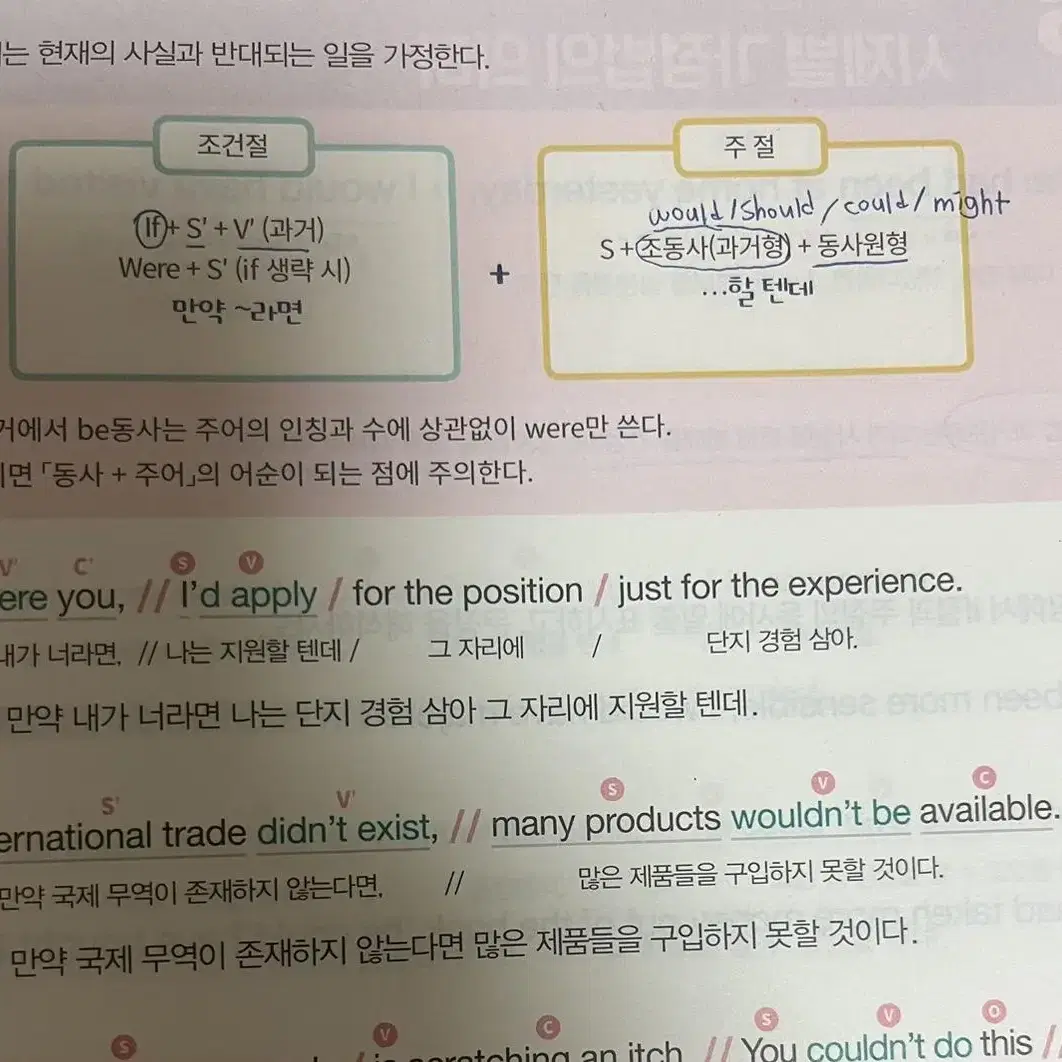 는 현재의 사실과 반대되는 일을 가정한다.
조건절
If + S' + V' (과거)
Were + S' (if 생략 시)
만약 ~라면
+
주절
would/should/could/might
S + 조동사(과거형) + 동사원형
…할 텐데
거에서 be동사는 주어의 인칭과 수에 상관없이 were만 쓴다.
면 「동사 + 주어」의 어순이 되는 점에 주의한다.
V' C' S V
ere you, // I'd apply / for the position / just for the experience.
내가 너라면, // 나는 지원할 텐데 / 그 자리에 / 단지 경험 삼아.
만약 내가 너라면 나는 단지 경험 삼아 그 자리에 지원할 텐데.
S' V' S V C
ernational trade didn't exist, // many products wouldn't be available.
만약 국제 무역이 존재하지 않는다면, // 많은 제품들을 구입하지 못할 것이다.
만약 국제 무역이 존재하지 않는다면 많은 제품들을 구입하지 못할 것이다.
S V C S V O
/ is scratching an itch. // You couldn't do this /